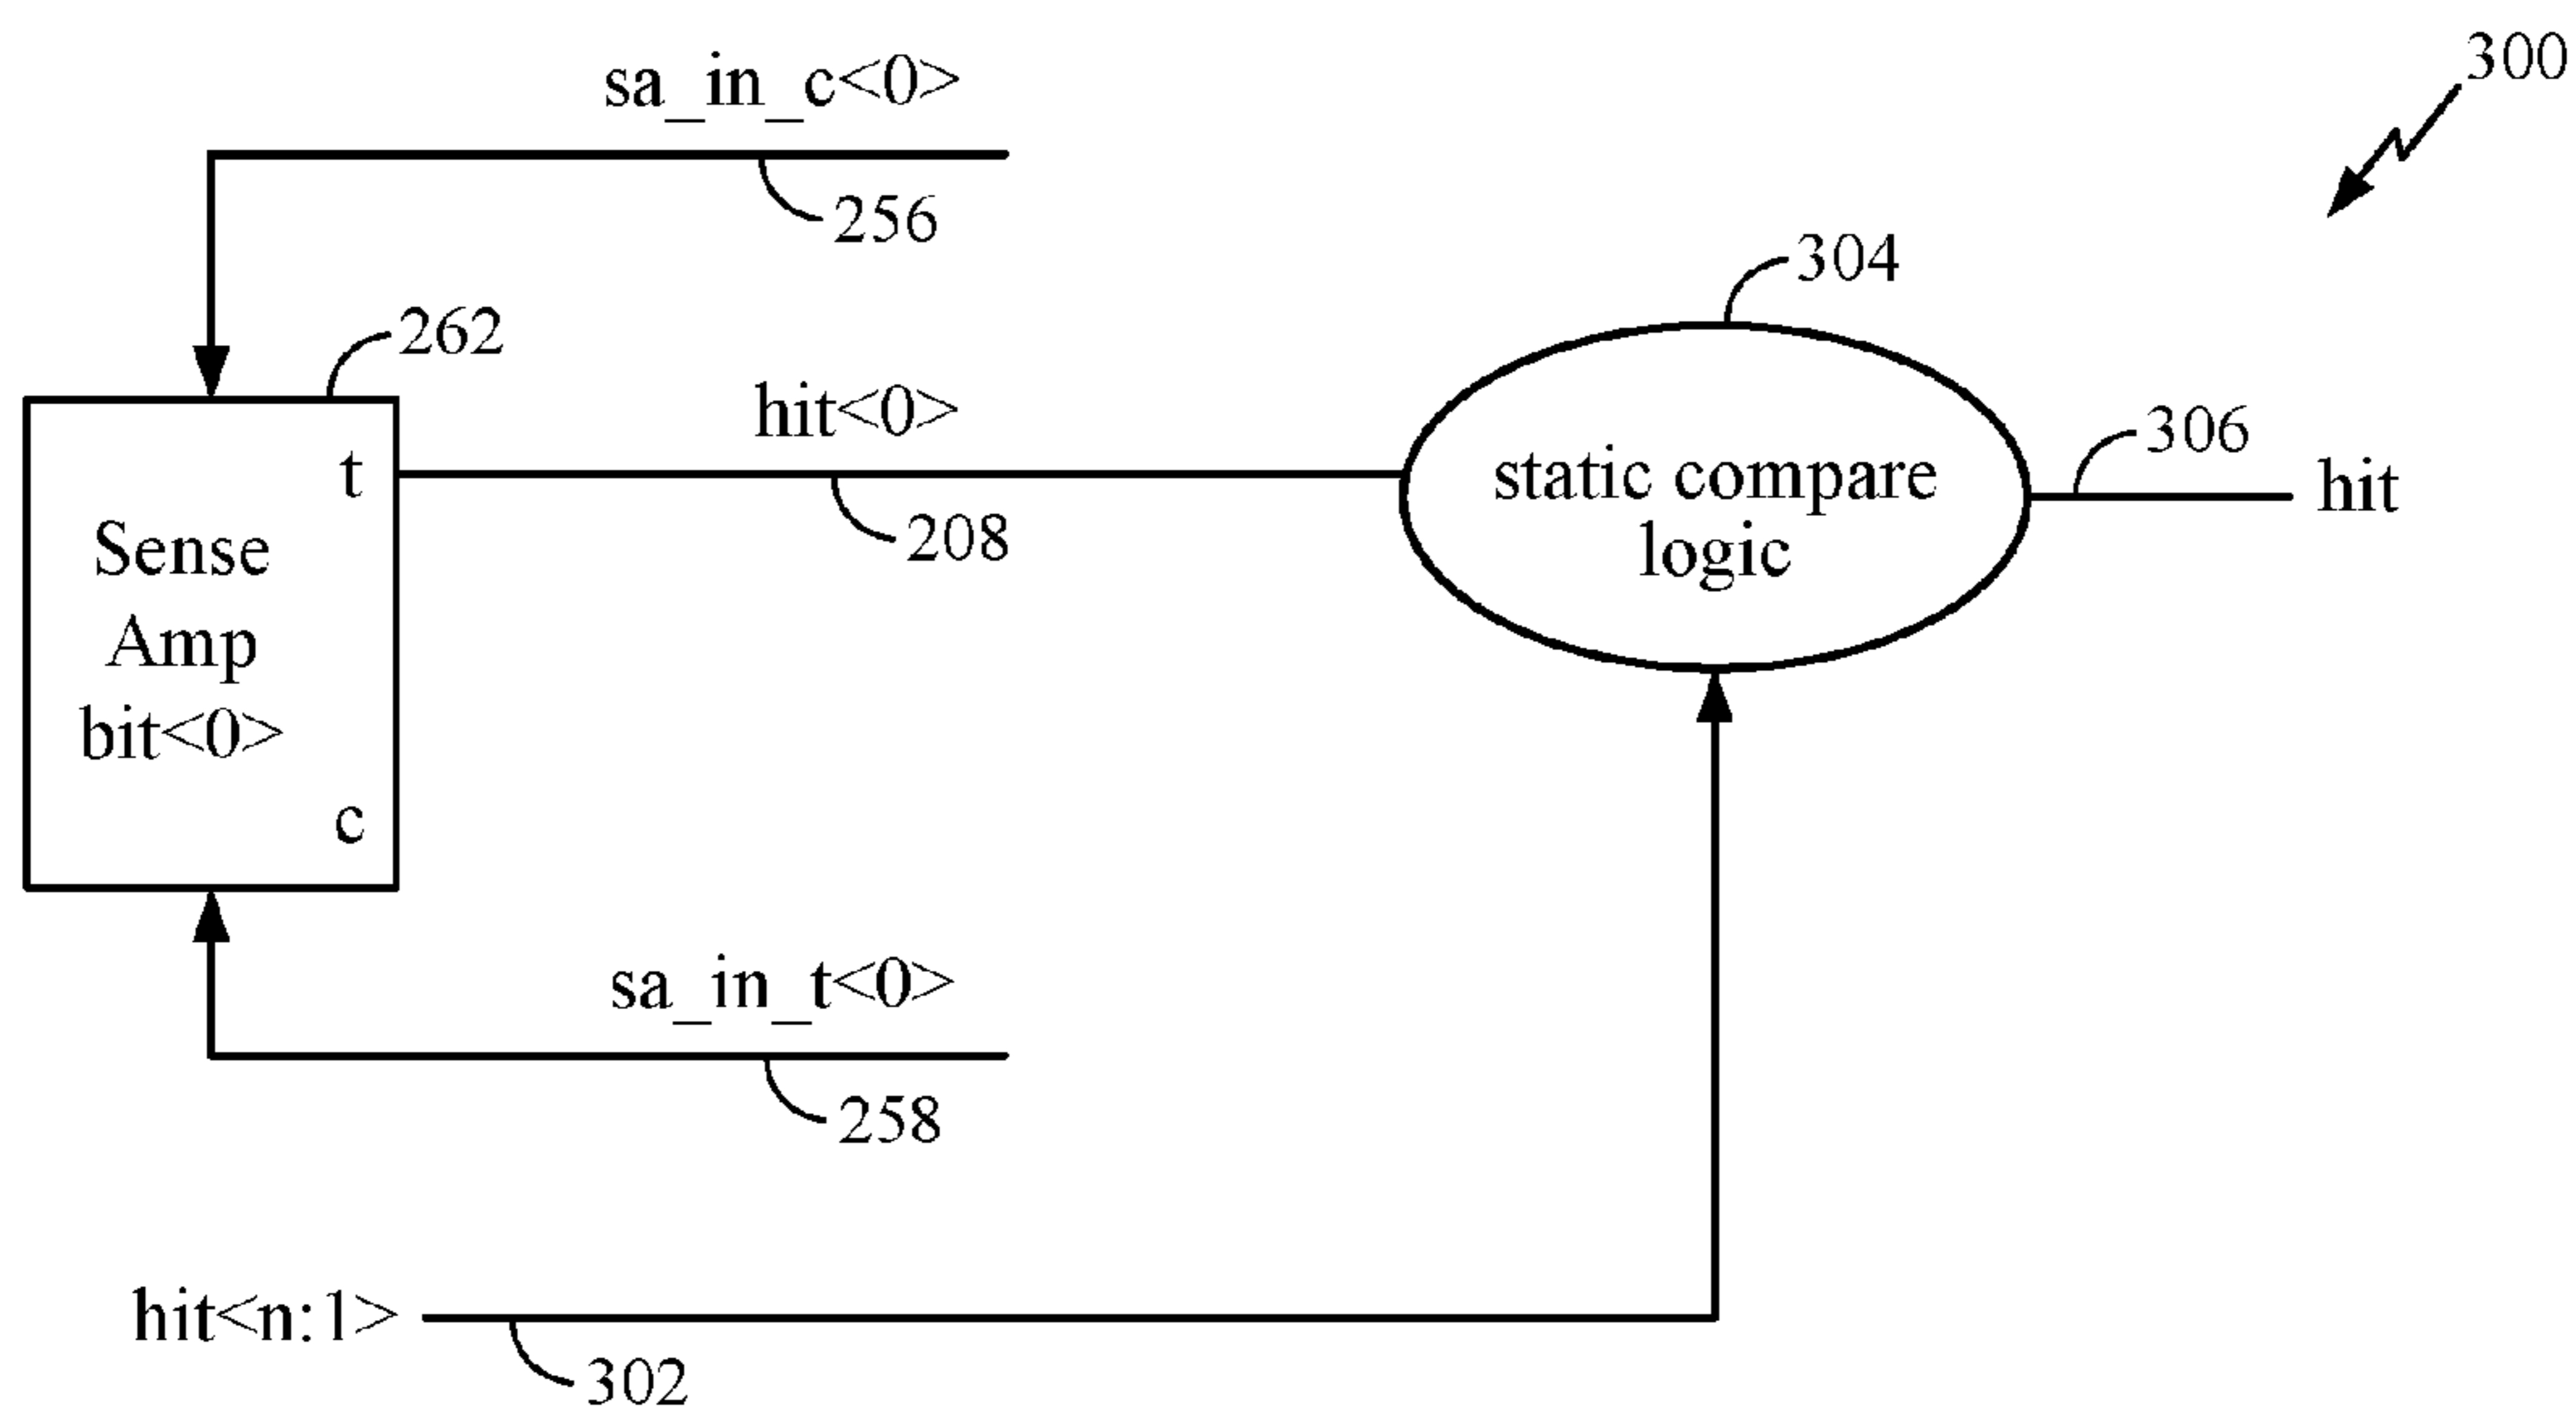 300
sa_in_c<0>
256
304
262
hit<0>
306
t
static compare
logic
hit
208
Sense
Amp
bit<0>
c
sa_in_t<0>
258
hit<n:1>
302